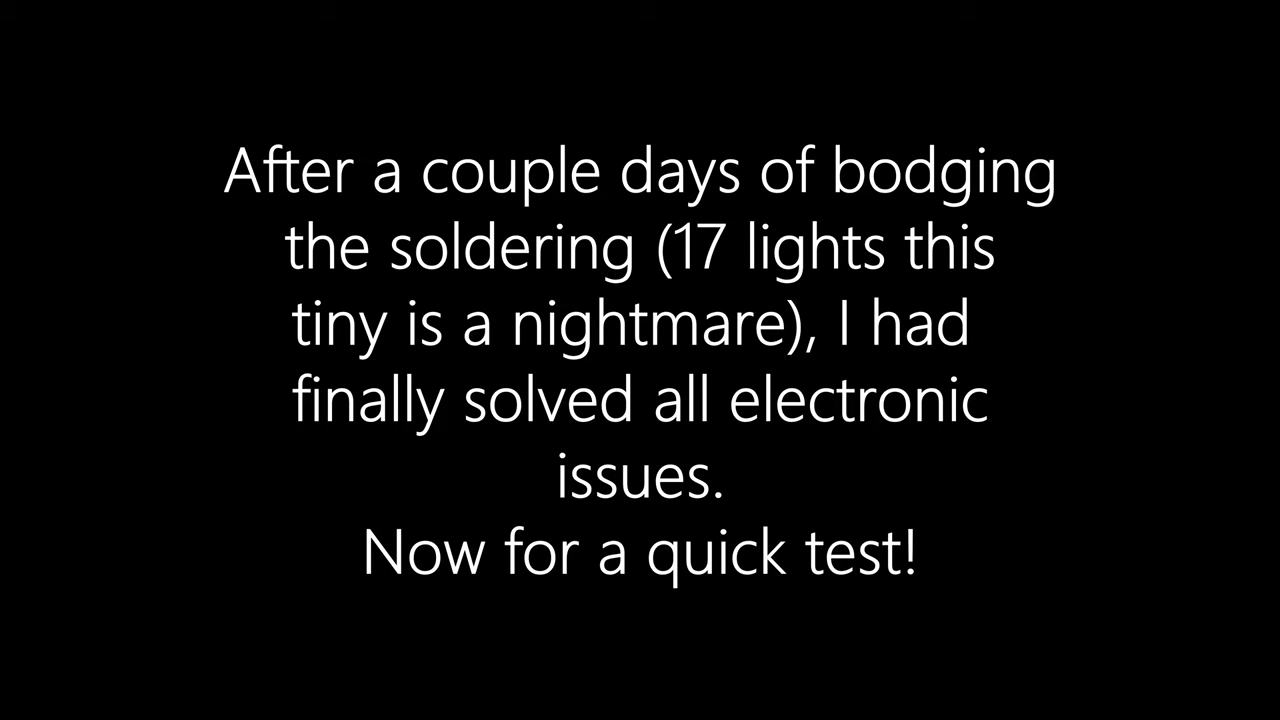 After a couple days of bodging
the soldering (17 lights this
tiny is a nightmare), I had
finally solved all electronic
issues.
Now for a quick test!